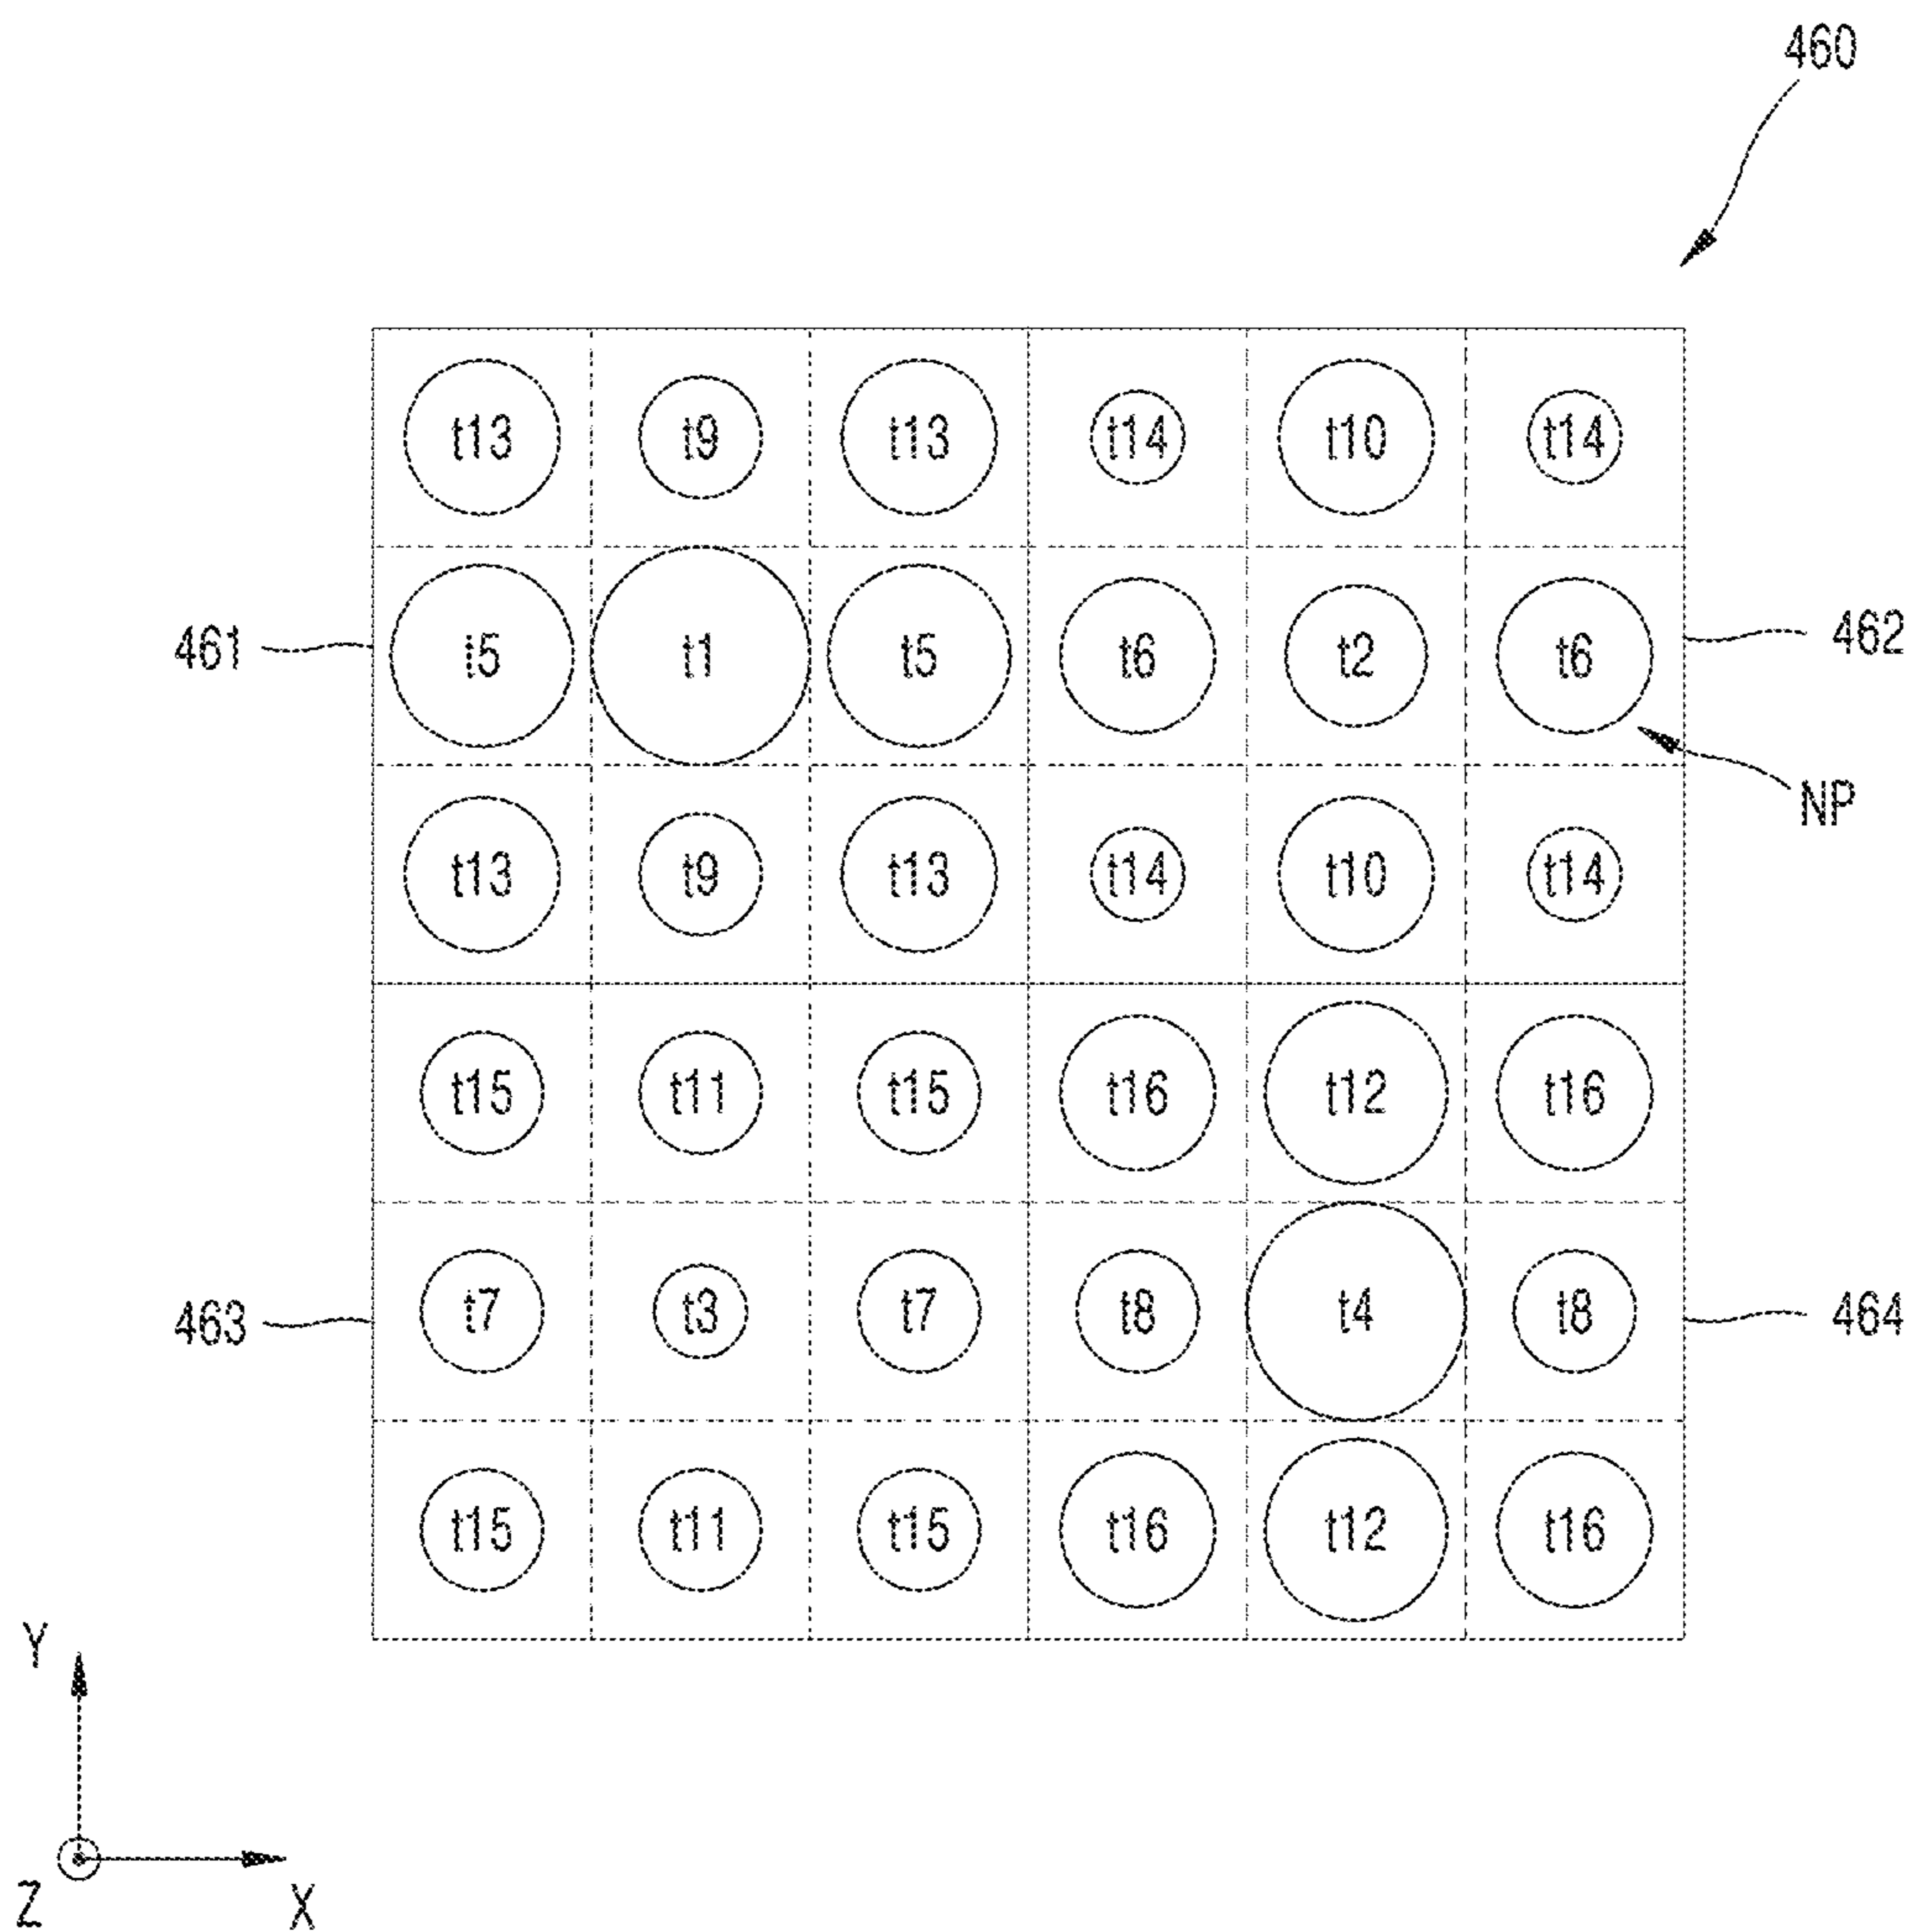 460
t13 t9 t13 t14 t10 t14
461 t5 t1 t5 t6 t2 t6 462
NP
t13 t9 t13 t14 t10 t14
t15 t11 t15 t16 t12 t16
463 t7 t3 t7 t8 t4 t8 464
t15 t11 t15 t16 t12 t16
Y
Z X